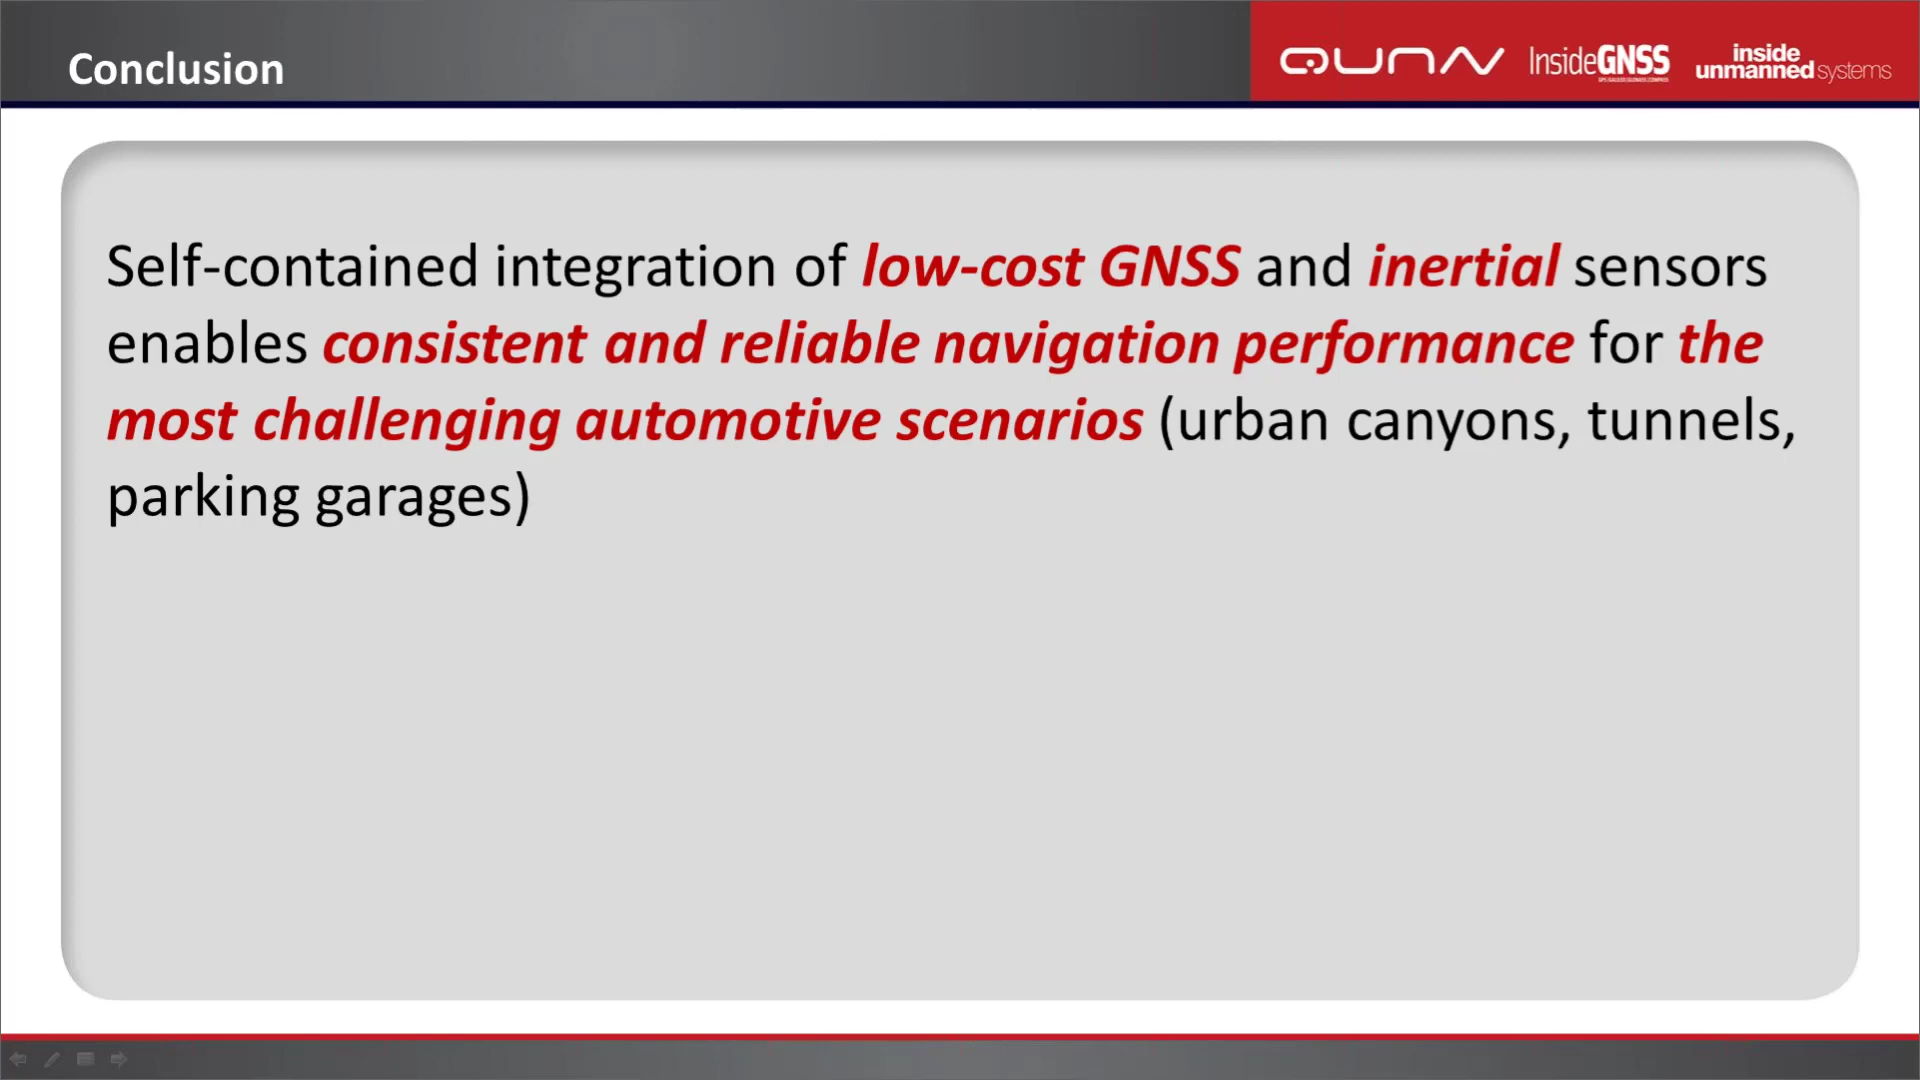 Conclusion
InsideGNSS
inside
unmanned systems
Self-contained integration of low-cost GNSS and inertial sensors
enables consistent and reliable navigation performance for the
most challenging automotive scenarios (urban canyons, tunnels,
parking garages)